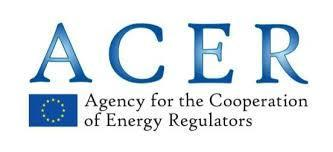 ACER
Agency for the Cooperation
of Energy Regulators